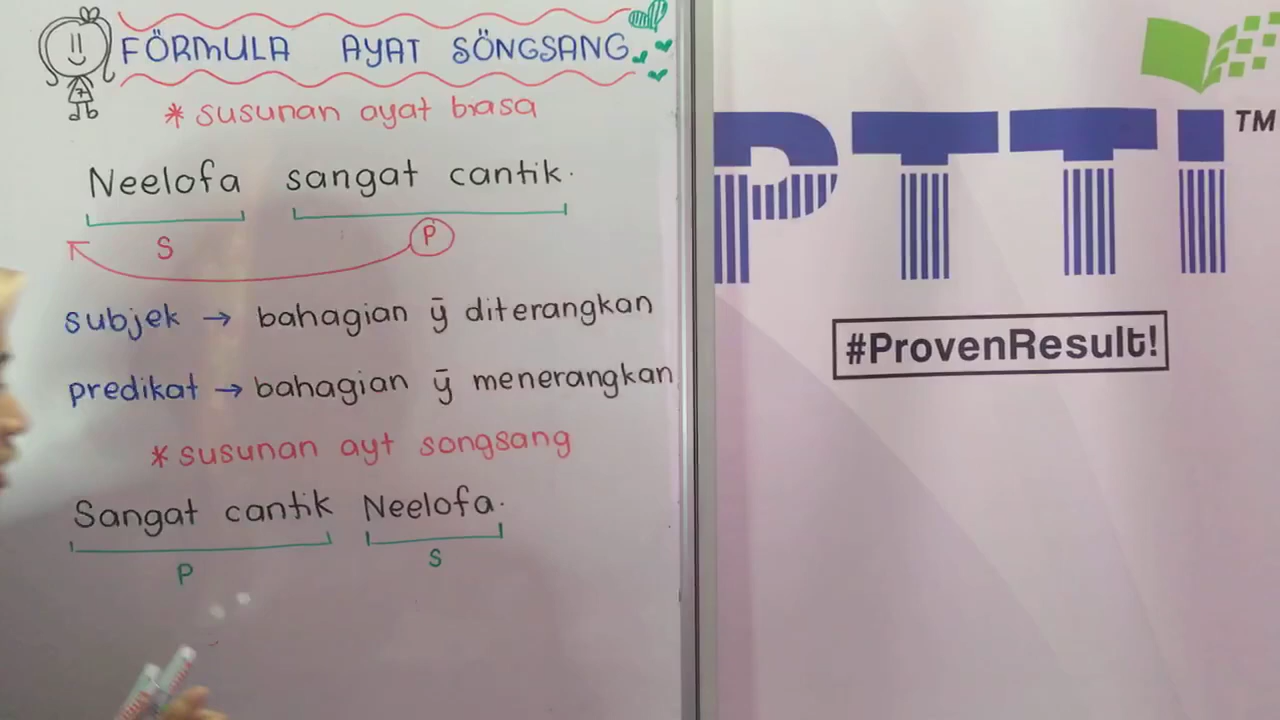 FÖRMULA AYAT SÖNGSANG
* susunan ayat biasa
Neelofa sangat cantik.
S P
subjek → bahagian ȳ diterangkan
predikat → bahagian ȳ menerangkan
* susunan ayt songsang
Sangat cantik Neelofa.
P S
PTTI TM
#ProvenResult!